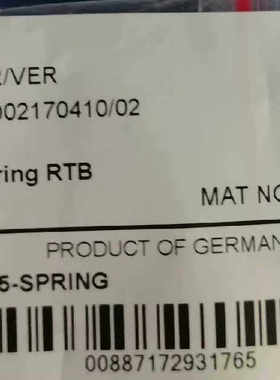 R/VER
002170410/02
ring RTB
MAT NO
PRODUCT OF GERMAN
5-SPRING
00887172931765